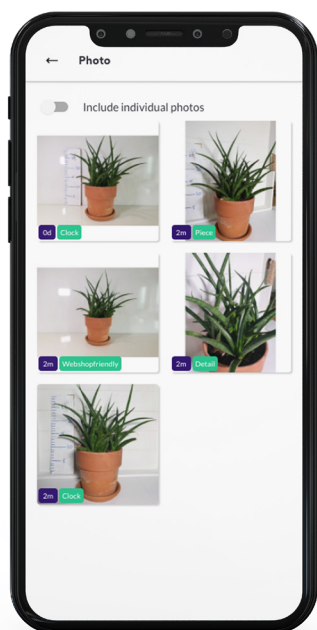 ← Photo
Include individual photos
0d Clock
2m Piece
2m Webshopfriendly
2m Detail
2m Clock